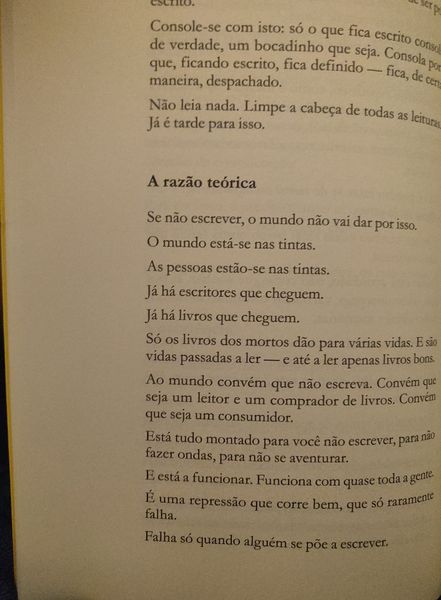 escrito.
Console-se com isto: só o que fica escrito consola
de verdade, um bocadinho que seja. Consola por
que, ficando escrito, fica definido — fica, de certa
maneira, despachado.
Não leia nada. Limpe a cabeça de todas as leituras.
Já é tarde para isso.
A razão teórica
Se não escrever, o mundo não vai dar por isso.
O mundo está-se nas tintas.
As pessoas estão-se nas tintas.
Já há escritores que cheguem.
Já há livros que cheguem.
Só os livros dos mortos dão para várias vidas. E são
vidas passadas a ler — e até a ler apenas livros bons.
Ao mundo convém que não escreva. Convém que
seja um leitor e um comprador de livros. Convém
que seja um consumidor.
Está tudo montado para você não escrever, para não
fazer ondas, para não se aventurar.
E está a funcionar. Funciona com quase toda a gente.
É uma repressão que corre bem, que só raramente
falha.
Falha só quando alguém se põe a escrever.